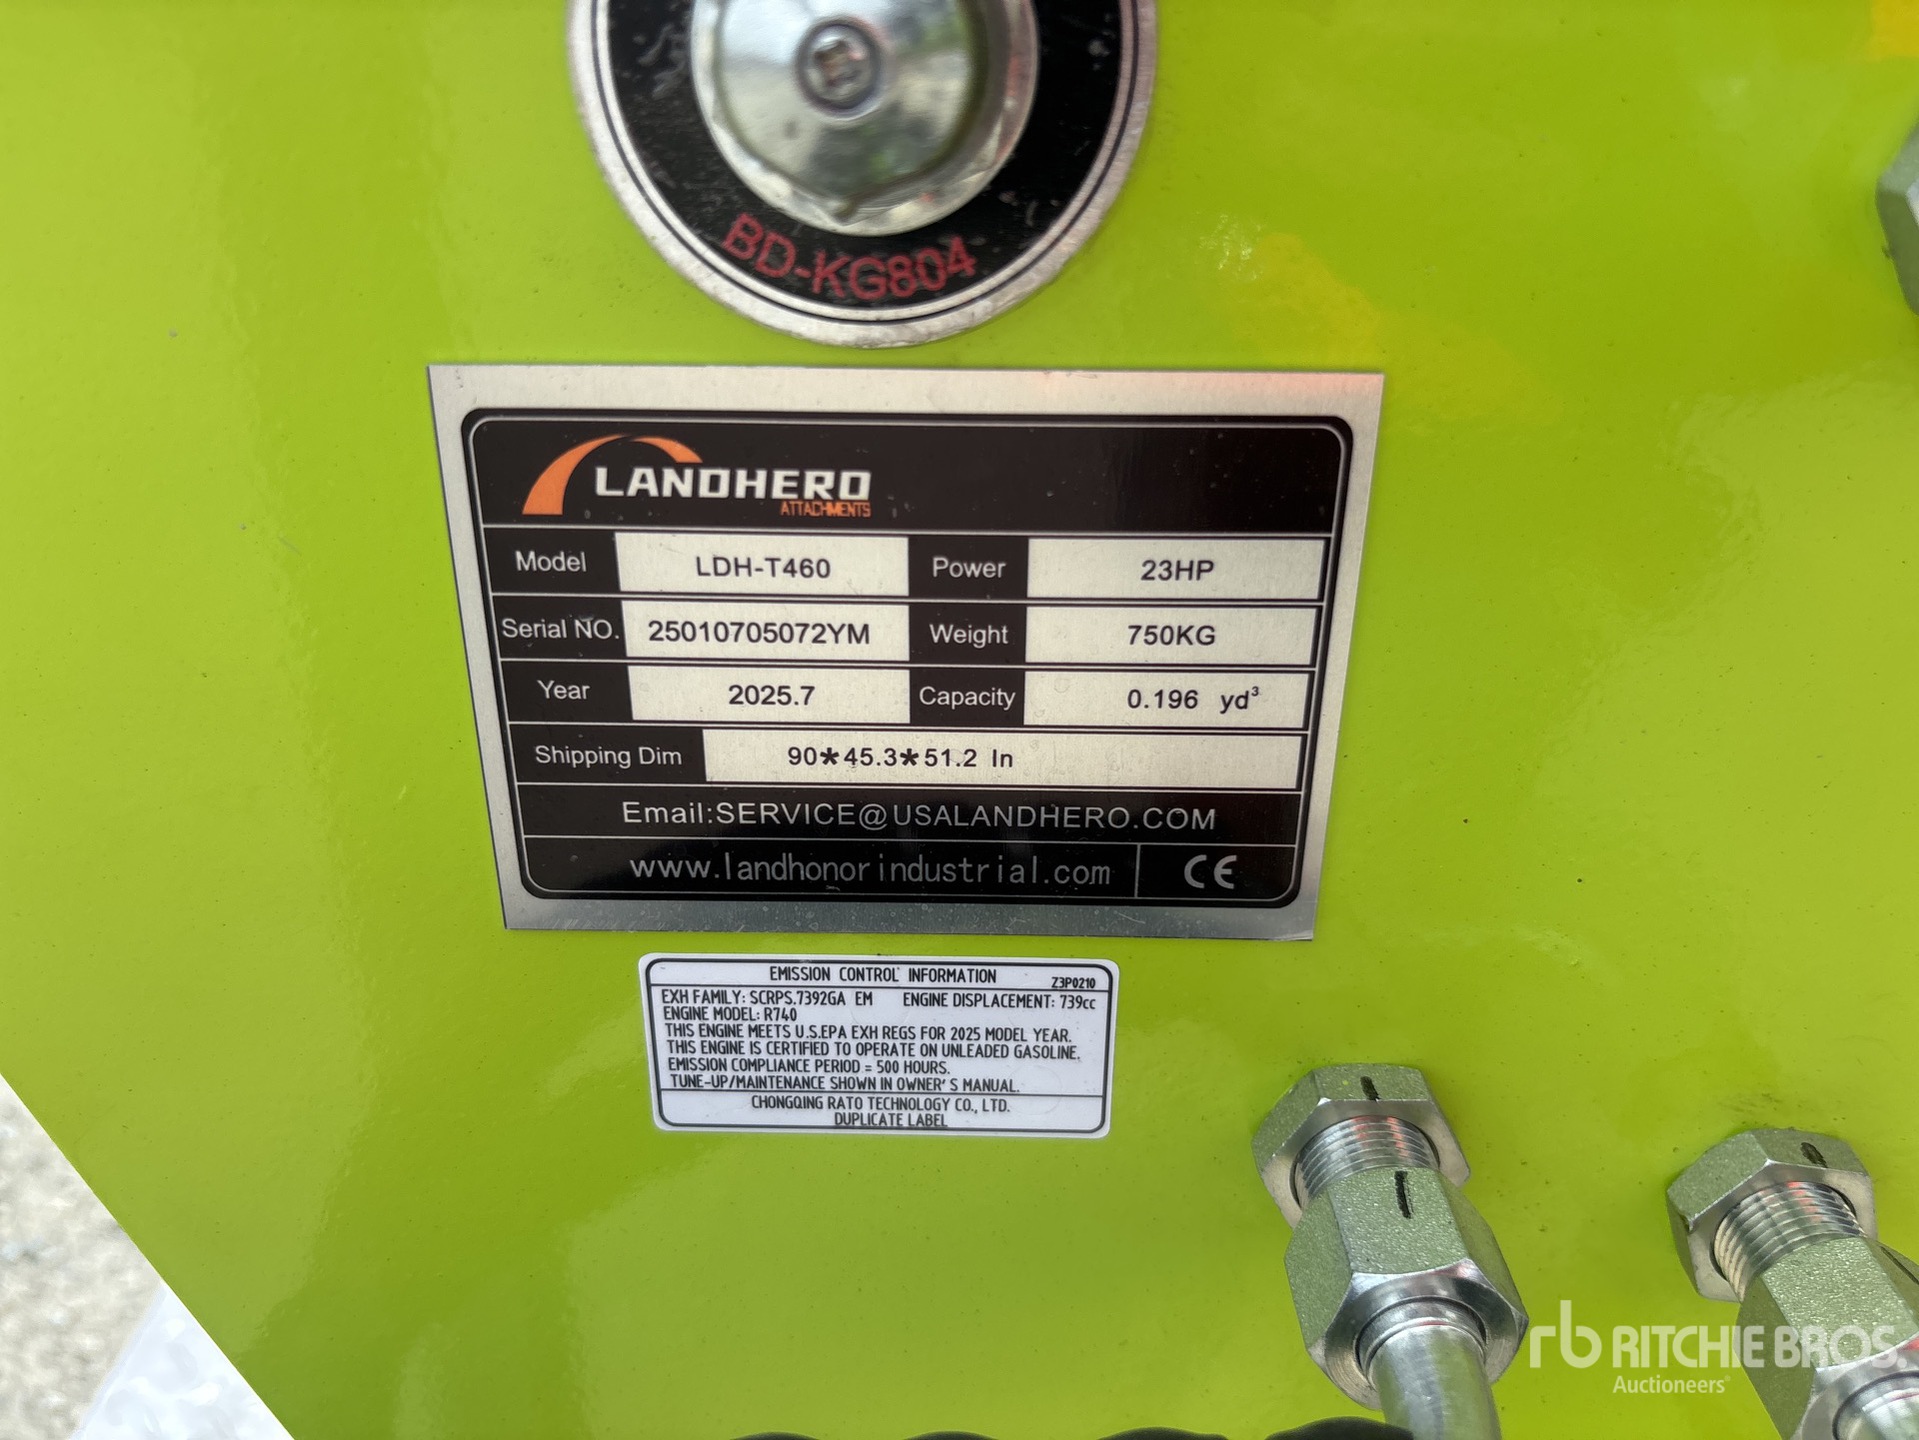 BD-KG804
LANDHERO
ATTACHMENTS
Model LDH-T460 Power 23HP
Serial NO. 25010705072YM Weight 750KG
Year 2025.7 Capacity 0.196 yd³
Shipping Dim 90*45.3*51.2 In
Email:SERVICE@USALANDHERO.COM
www.landhonorindustrial.com CE
EMISSION CONTROL INFORMATION Z3P0210
EXH FAMILY: SCRPS.7392GA EM ENGINE DISPLACEMENT: 739cc
ENGINE MODEL: R740
THIS ENGINE MEETS U.S.EPA EXH REGS FOR 2025 MODEL YEAR.
THIS ENGINE IS CERTIFIED TO OPERATE ON UNLEADED GASOLINE.
EMISSION COMPLIANCE PERIOD = 500 HOURS.
TUNE-UP/MAINTENANCE SHOWN IN OWNER'S MANUAL.
CHONGQING RATO TECHNOLOGY CO., LTD.
DUPLICATE LABEL
rb RITCHIE BROS.
Auctioneers®